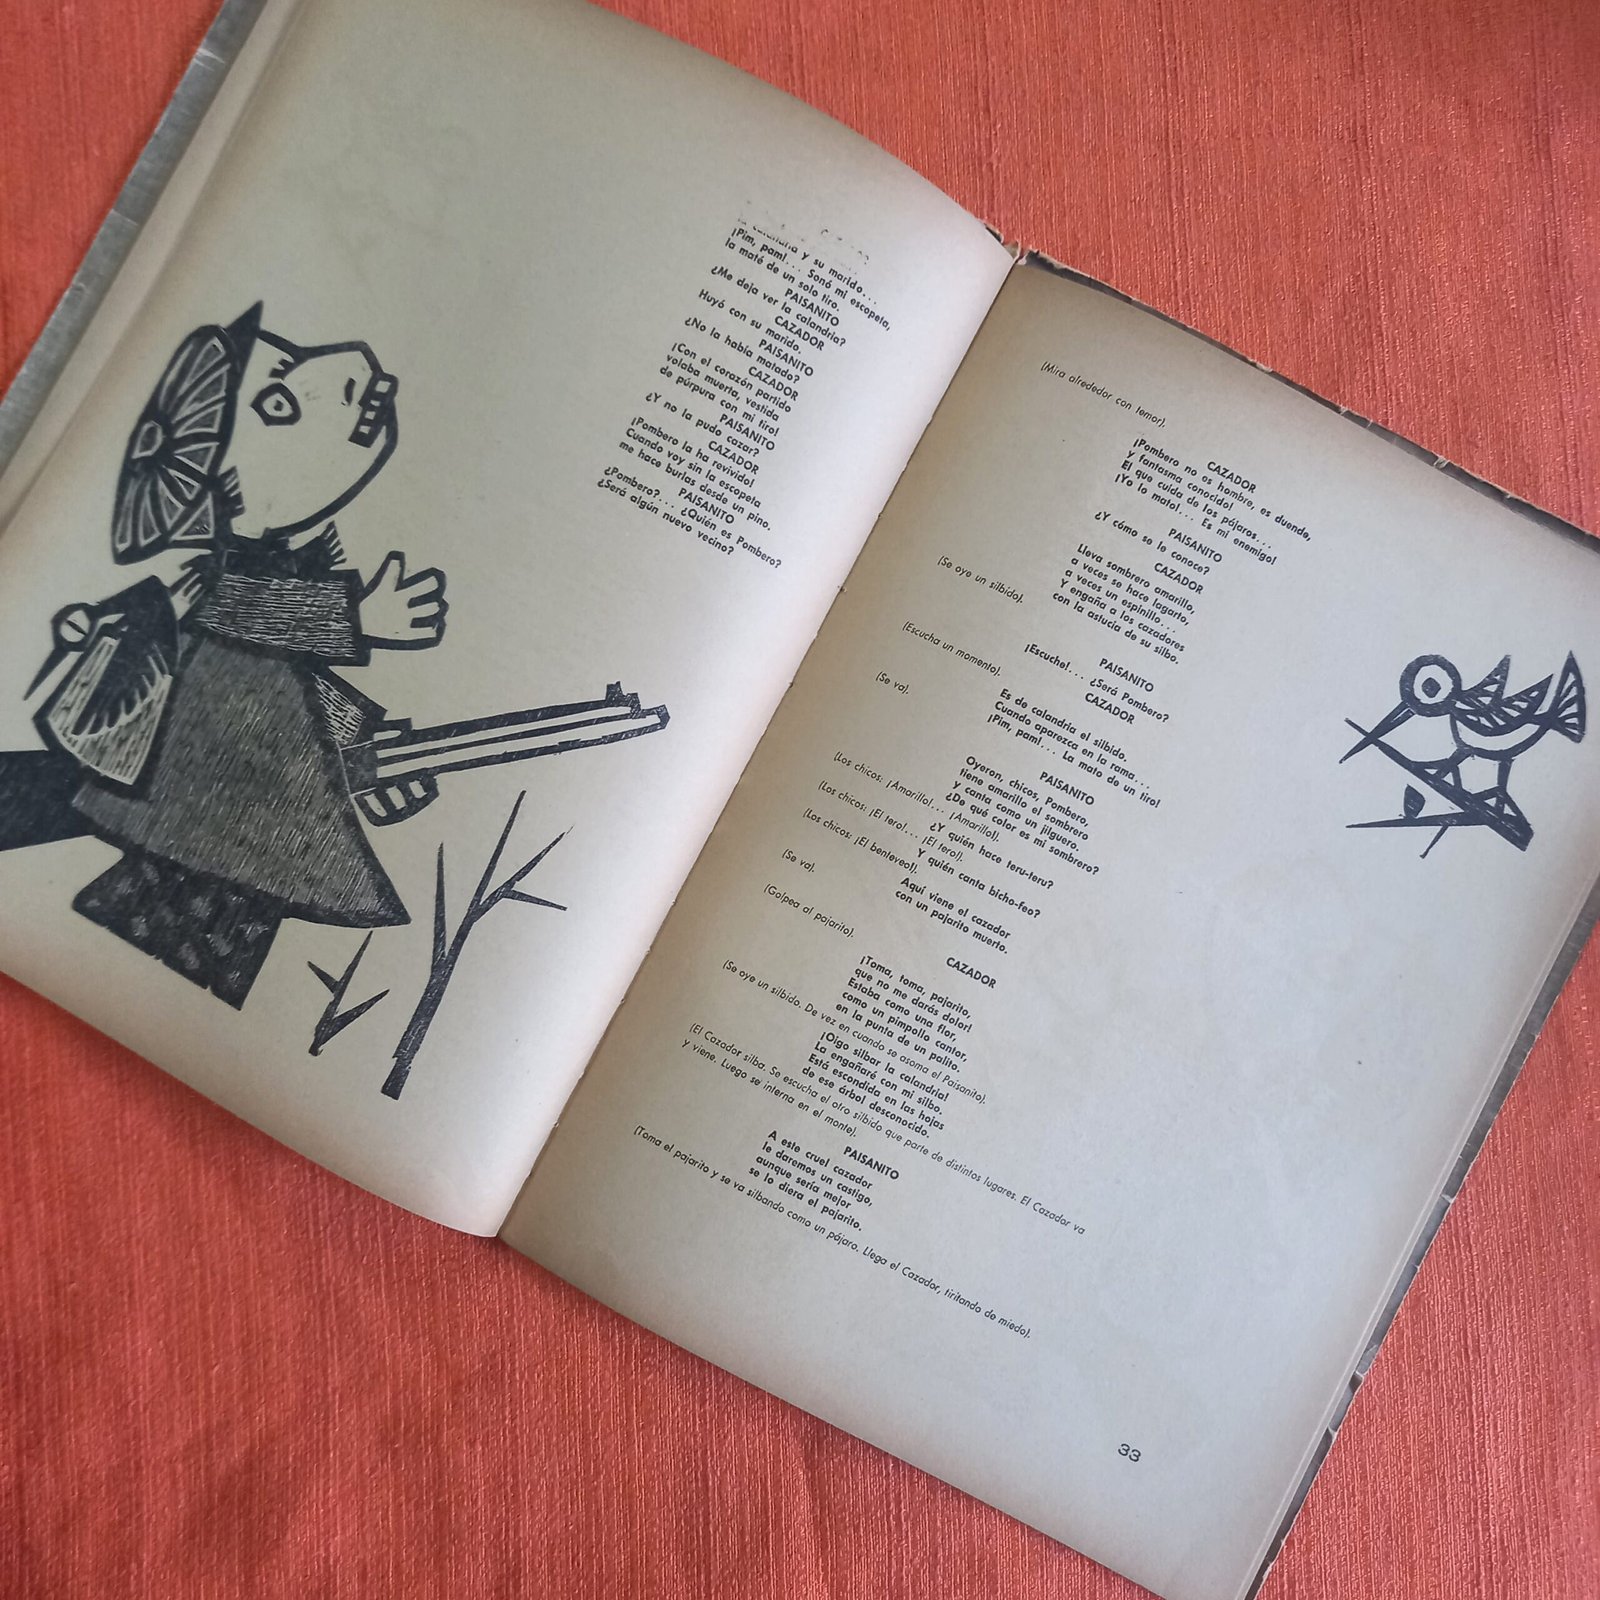 la calandria y su marido...
¡Pim, pam!... Sonó mi escopeta,
la maté de un solo tiro.
PAISANITO
¿Me deja ver la calandria?
CAZADOR
Huyó con su marido.
PAISANITO
¿No la había matado?
CAZADOR
¡Con el corazón partido
volaba muerta, vestida
de púrpura con mi tiro!
PAISANITO
¿Y no la pudo cazar?
CAZADOR
¡Pombero la ha revivido!
Cuando voy sin la escopeta
me hace burlas desde un pino.
PAISANITO
¿Pombero?... ¿Quién es Pombero?
¿Será algún nuevo vecino?
(Mira alrededor con temor).
CAZADOR
¡Pombero no es hombre, es duende,
y fantasma conocido!
El que cuida de los pájaros...
¡Yo lo mato!... Es mi enemigo!
PAISANITO
¿Y cómo se le conoce?
CAZADOR
Lleva sombrero amarillo,
a veces se hace lagarto,
a veces un espinillo...
Y engaña a los cazadores
con la astucia de su silbo.
(Se oye un silbido).
PAISANITO
¡Escuche!... ¿Será Pombero?
CAZADOR
(Escucha un momento).
Es de calandria el silbido.
Cuando aparezca en la rama...
¡Pim, pam!... La mato de un tiro!
(Se va).
PAISANITO
Oyeron, chicos, Pombero,
tiene amarillo el sombrero
y canta como un jilguero.
¿De qué color es mi sombrero?
(Los chicos: ¡Amarillo!... ¡Amarillo!).
¿Y quién hace teru-teru?
(Los chicos: ¡El tero!... ¡El tero!).
Y quién canta bicho-feo?
(Los chicos: ¡El benteveo!).
Aquí viene el cazador
con un pajarito muerto.
(Se va).
CAZADOR
(Golpea al pajarito).
¡Toma, toma, pajarito,
que no me darás dolor!
Estaba como una flor,
como un pimpollo cantor,
en la punta de un palito.
(Se oye un silbido. De vez en cuando se asoma el Paisanito).
¡Oigo silbar la calandria!
La engañaré con mi silbo.
Está escondida en las hojas
de ese árbol desconocido.
(El Cazador silba. Se escucha el otro silbido que parte de distintos lugares. El Cazador va
y viene. Luego se interna en el monte).
PAISANITO
A este cruel cazador
le daremos un castigo,
aunque sería mejor
se lo diera el pajarito.
(Toma el pajarito y se va silbando como un pájaro. Llega el Cazador, tiritando de miedo).
33